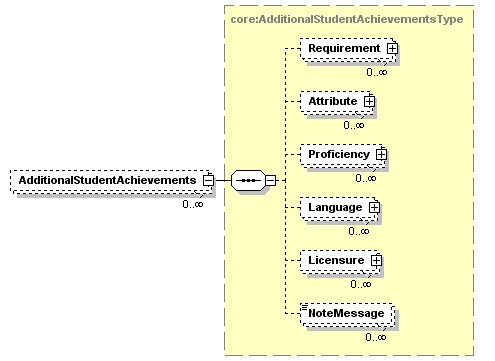 core:AdditionalStudentAchievementsType
Requirement
0..∞
Attribute
0..∞
Proficiency
0..∞
AdditionalStudentAchievements
0..∞
Language
0..∞
Licensure
0..∞
NoteMessage
0..∞